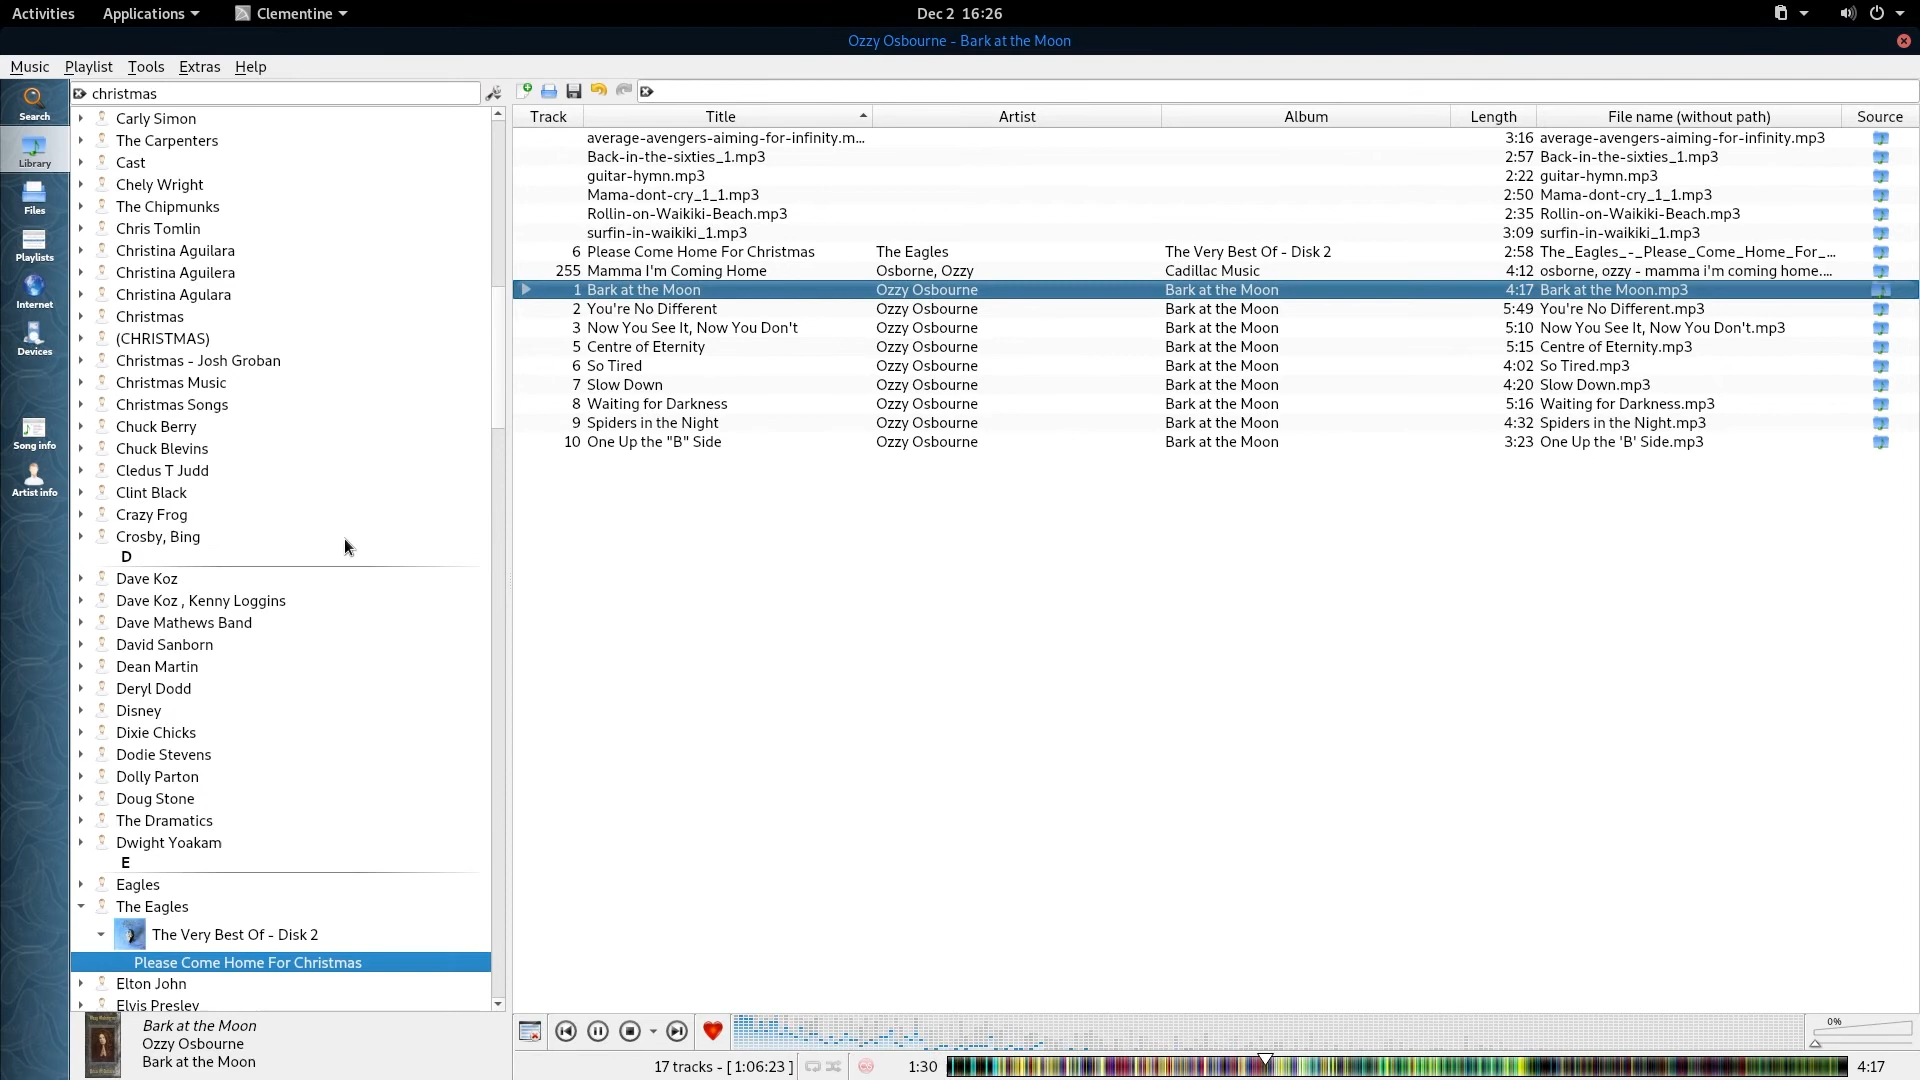 Activities Applications Clementine Dec 2 16:26
Ozzy Osbourne - Bark at the Moon
Music Playlist Tools Extras Help
Search
Library
Files
Playlists
Internet
Devices
Song info
Artist info
christmas
Carly Simon
The Carpenters
Cast
Chely Wright
The Chipmunks
Chris Tomlin
Christina Aguilara
Christina Aguilera
Christina Agulara
Christmas
(CHRISTMAS)
Christmas - Josh Groban
Christmas Music
Christmas Songs
Chuck Berry
Chuck Blevins
Cledus T Judd
Clint Black
Crazy Frog
Crosby, Bing
D
Dave Koz
Dave Koz , Kenny Loggins
Dave Mathews Band
David Sanborn
Dean Martin
Deryl Dodd
Disney
Dixie Chicks
Dodie Stevens
Dolly Parton
Doug Stone
The Dramatics
Dwight Yoakam
E
Eagles
The Eagles
The Very Best Of - Disk 2
Please Come Home For Christmas
Elton John
Elvis Presley
Track Title Artist Album Length File name (without path) Source
average-avengers-aiming-for-infinity.m... 3:16 average-avengers-aiming-for-infinity.mp3
Back-in-the-sixties_1.mp3 2:57 Back-in-the-sixties_1.mp3
guitar-hymn.mp3 2:22 guitar-hymn.mp3
Mama-dont-cry_1_1.mp3 2:50 Mama-dont-cry_1_1.mp3
Rollin-on-Waikiki-Beach.mp3 2:35 Rollin-on-Waikiki-Beach.mp3
surfin-in-waikiki_1.mp3 3:09 surfin-in-waikiki_1.mp3
6 Please Come Home For Christmas The Eagles The Very Best Of - Disk 2 2:58 The_Eagles_-_Please_Come_Home_For_...
255 Mamma I'm Coming Home Osborne, Ozzy Cadillac Music 4:12 osborne, ozzy - mamma i'm coming home....
1 Bark at the Moon Ozzy Osbourne Bark at the Moon 4:17 Bark at the Moon.mp3
2 You're No Different Ozzy Osbourne Bark at the Moon 5:49 You're No Different.mp3
3 Now You See It, Now You Don't Ozzy Osbourne Bark at the Moon 5:10 Now You See It, Now You Don't.mp3
5 Centre of Eternity Ozzy Osbourne Bark at the Moon 5:15 Centre of Eternity.mp3
6 So Tired Ozzy Osbourne Bark at the Moon 4:02 So Tired.mp3
7 Slow Down Ozzy Osbourne Bark at the Moon 4:20 Slow Down.mp3
8 Waiting for Darkness Ozzy Osbourne Bark at the Moon 5:16 Waiting for Darkness.mp3
9 Spiders in the Night Ozzy Osbourne Bark at the Moon 4:32 Spiders in the Night.mp3
10 One Up the "B" Side Ozzy Osbourne Bark at the Moon 3:23 One Up the 'B' Side.mp3
Bark at the Moon
Ozzy Osbourne
Bark at the Moon
0%
17 tracks - [ 1:06:23 ] 1:30 4:17